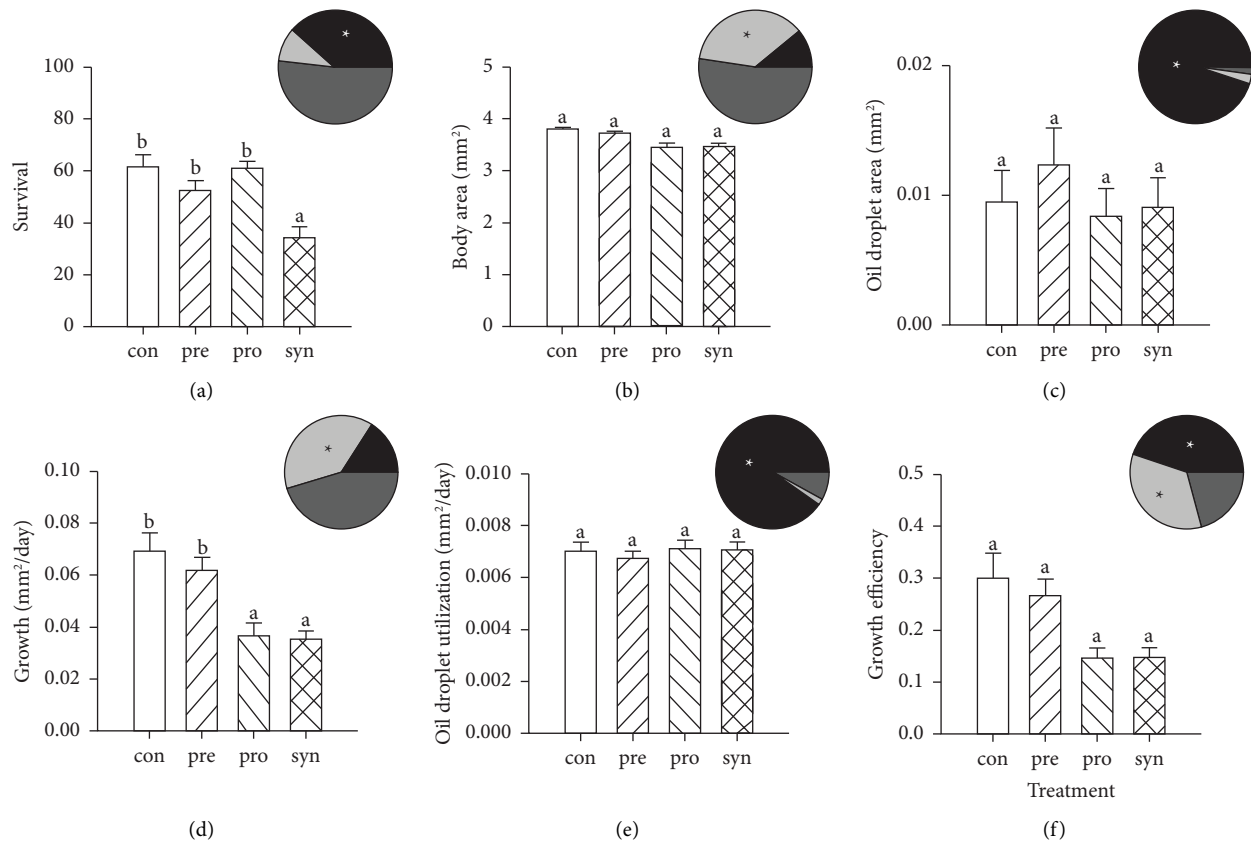 *
100
80
60
40
20
0
Survival
b
b
b
a
con pre pro syn
(a)
*
5
4
3
2
1
0
Body area (mm²)
a
a
a
a
con pre pro syn
(b)
*
0.02
0.01
0.00
Oil droplet area (mm²)
a
a
a
a
con pre pro syn
(c)
*
0.10
0.08
0.06
0.04
0.02
0.00
Growth (mm²/day)
b
b
a
a
con pre pro syn
(d)
*
0.010
0.008
0.006
0.004
0.002
0.000
Oil droplet utilization (mm²/day)
a
a
a
a
con pre pro syn
(e)
*
*
0.5
0.4
0.3
0.2
0.1
0.0
Growth efficiency
a
a
a
a
con pre pro syn
Treatment
(f)